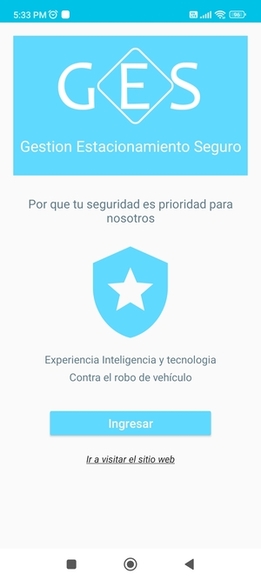 5:33 PM
GES
Gestion Estacionamiento Seguro
Por que tu seguridad es prioridad para
nosotros
Experiencia Inteligencia y tecnologia
Contra el robo de vehículo
Ingresar
Ir a visitar el sitio web